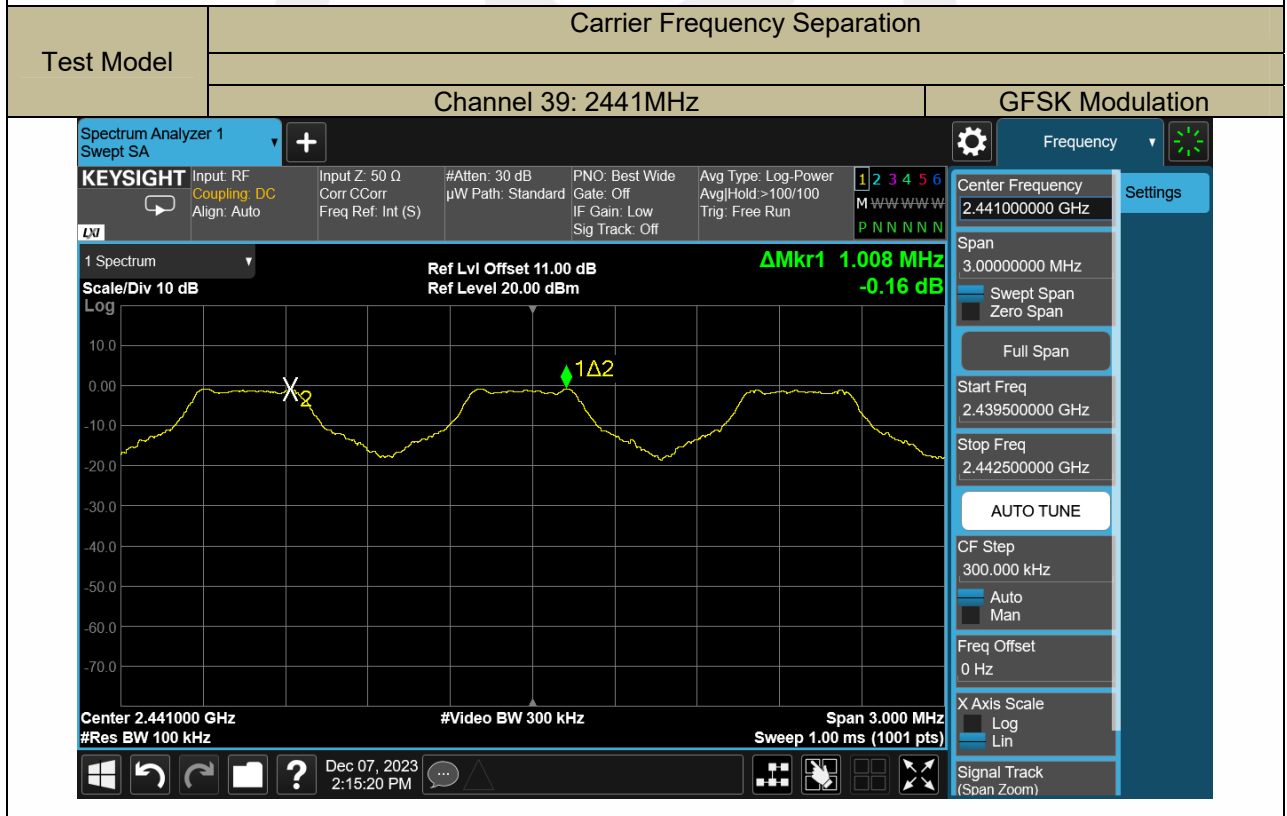 Test Model
Carrier Frequency Separation
Channel 39: 2441MHz
GFSK Modulation
Spectrum Analyzer 1
Swept SA
Frequency
KEYSIGHT
Input: RF
Coupling: DC
Align: Auto
Input Z: 50 Ω
Corr CCorr
Freq Ref: Int (S)
#Atten: 30 dB
µW Path: Standard
PNO: Best Wide
Gate: Off
IF Gain: Low
Sig Track: Off
Avg Type: Log-Power
Avg|Hold:>100/100
Trig: Free Run
1 2 3 4 5 6
M W W W W W
P N N N N N
LXI
1 Spectrum
Scale/Div 10 dB
Log
Ref Lvl Offset 11.00 dB
Ref Level 20.00 dBm
ΔMkr1 1.008 MHz
-0.16 dB
10.0
0.00
-10.0
-20.0
-30.0
-40.0
-50.0
-60.0
-70.0
X2
1Δ2
Center 2.441000 GHz
#Res BW 100 kHz
#Video BW 300 kHz
Span 3.000 MHz
Sweep 1.00 ms (1001 pts)
Center Frequency
2.441000000 GHz
Settings
Span
3.00000000 MHz
Swept Span
Zero Span
Full Span
Start Freq
2.439500000 GHz
Stop Freq
2.442500000 GHz
AUTO TUNE
CF Step
300.000 kHz
Auto
Man
Freq Offset
0 Hz
X Axis Scale
Log
Lin
Signal Track
(Span Zoom)
?
Dec 07, 2023
2:15:20 PM